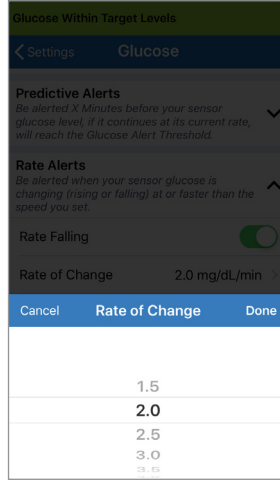 Glucose Within Target Levels
Settings Glucose
Predictive Alerts
Be alerted X Minutes before your sensor
glucose level, if it continues at its current rate,
will reach the Glucose Alert Threshold.
Rate Alerts
Be alerted when your sensor glucose is
changing (rising or falling) at or faster than the
speed you set.
Rate Falling
Rate of Change 2.0 mg/dL/min
Cancel Rate of Change Done
1.5
2.0
2.5
3.0
3.5